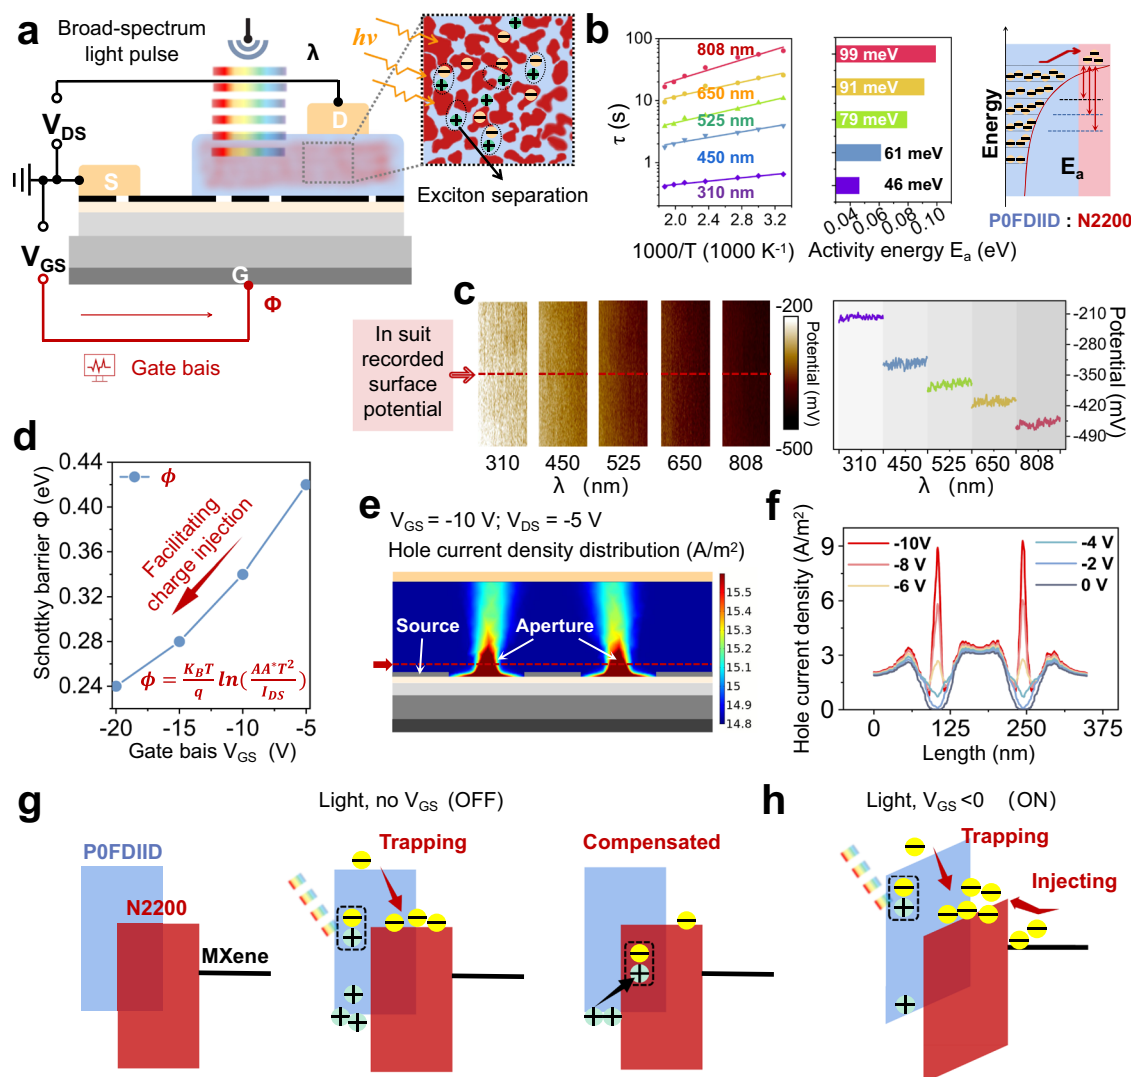 a
Broad-spectrum
light pulse
λ
hν
V_DS
D
S
Exciton separation
V_GS
G
Φ
Gate bais
b
τ (s)
100
10
1
808 nm
650 nm
525 nm
450 nm
310 nm
2.0
2.4
2.8
3.2
1000/T (1000 K⁻¹)
99 meV
91 meV
79 meV
61 meV
46 meV
0.04
0.06
0.08
0.10
Activity energy E_a (eV)
Energy
E_a
P0FDIID : N2200
c
In suit
recorded
surface
potential
310
450
525
650
808
λ (nm)
-200
-500
Potential (mV)
-210
-280
-350
-420
-490
Potential (mV)
310
450
525
650
808
λ (nm)
d
Schottky barrier Φ (eV)
0.44
0.40
0.36
0.32
0.28
0.24
ϕ
Facilitating
charge injection
ϕ = K_BT/q ln(AA*T²/I_DS)
-20
-15
-10
-5
Gate bais V_GS (V)
e
V_GS = -10 V; V_DS = -5 V
Hole current density distribution (A/m²)
Source
Aperture
15.5
15.4
15.3
15.2
15.1
15
14.9
14.8
f
Hole current density (A/m²)
9
6
3
0
-10V
-8 V
-6 V
-4 V
-2 V
0 V
0
125
250
375
Length(nm)
g
Light, no V_GS (OFF)
P0FDIID
N2200
MXene
Trapping
Compensated
h
Light, V_GS <0 (ON)
Trapping
Injecting